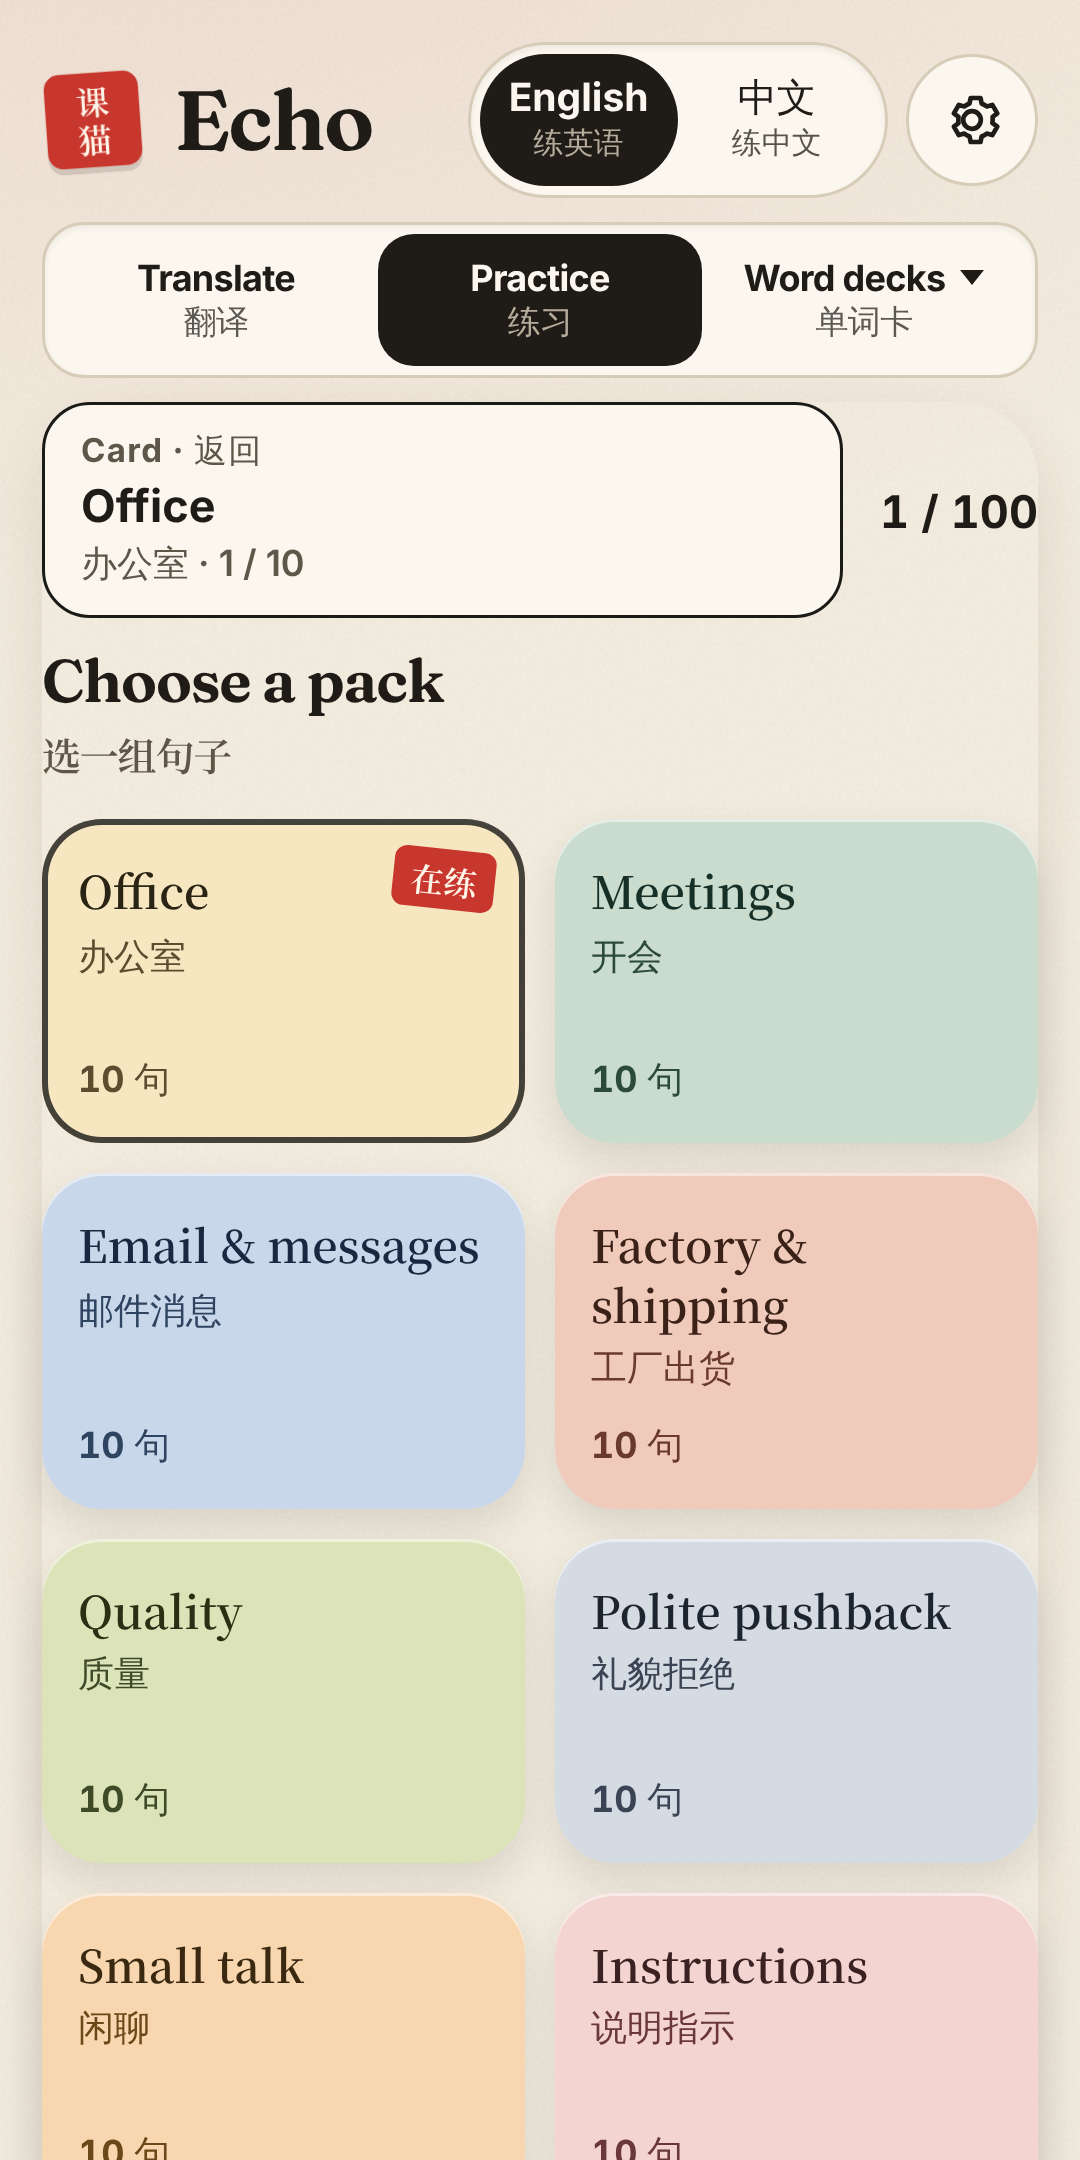 课
猫
Echo
English
练英语
中文
练中文
Translate
翻译
Practice
练习
Word decks
单词卡
Card · 返回
Office
办公室 · 1 / 10
1 / 100
Choose a pack
选一组句子
Office
在练
办公室
10 句
Meetings
开会
10 句
Email & messages
邮件消息
10 句
Factory &
shipping
工厂出货
10 句
Quality
质量
10 句
Polite pushback
礼貌拒绝
10 句
Small talk
闲聊
10 句
Instructions
说明指示
10 句